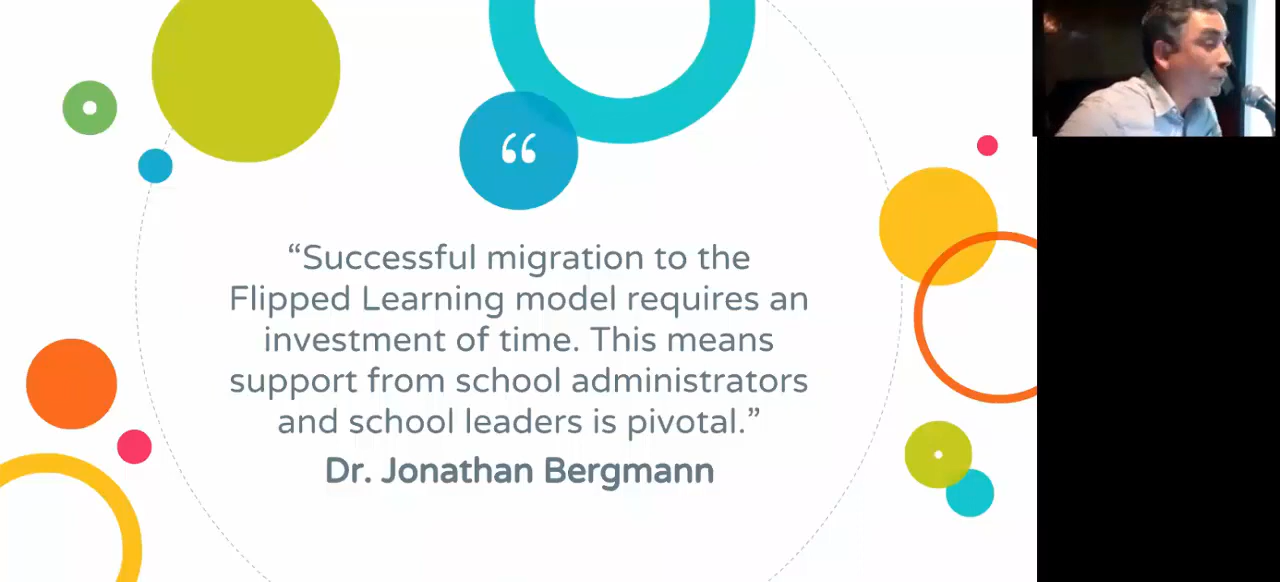 “
“Successful migration to the
Flipped Learning model requires an
investment of time. This means
support from school administrators
and school leaders is pivotal.”
Dr. Jonathan Bergmann